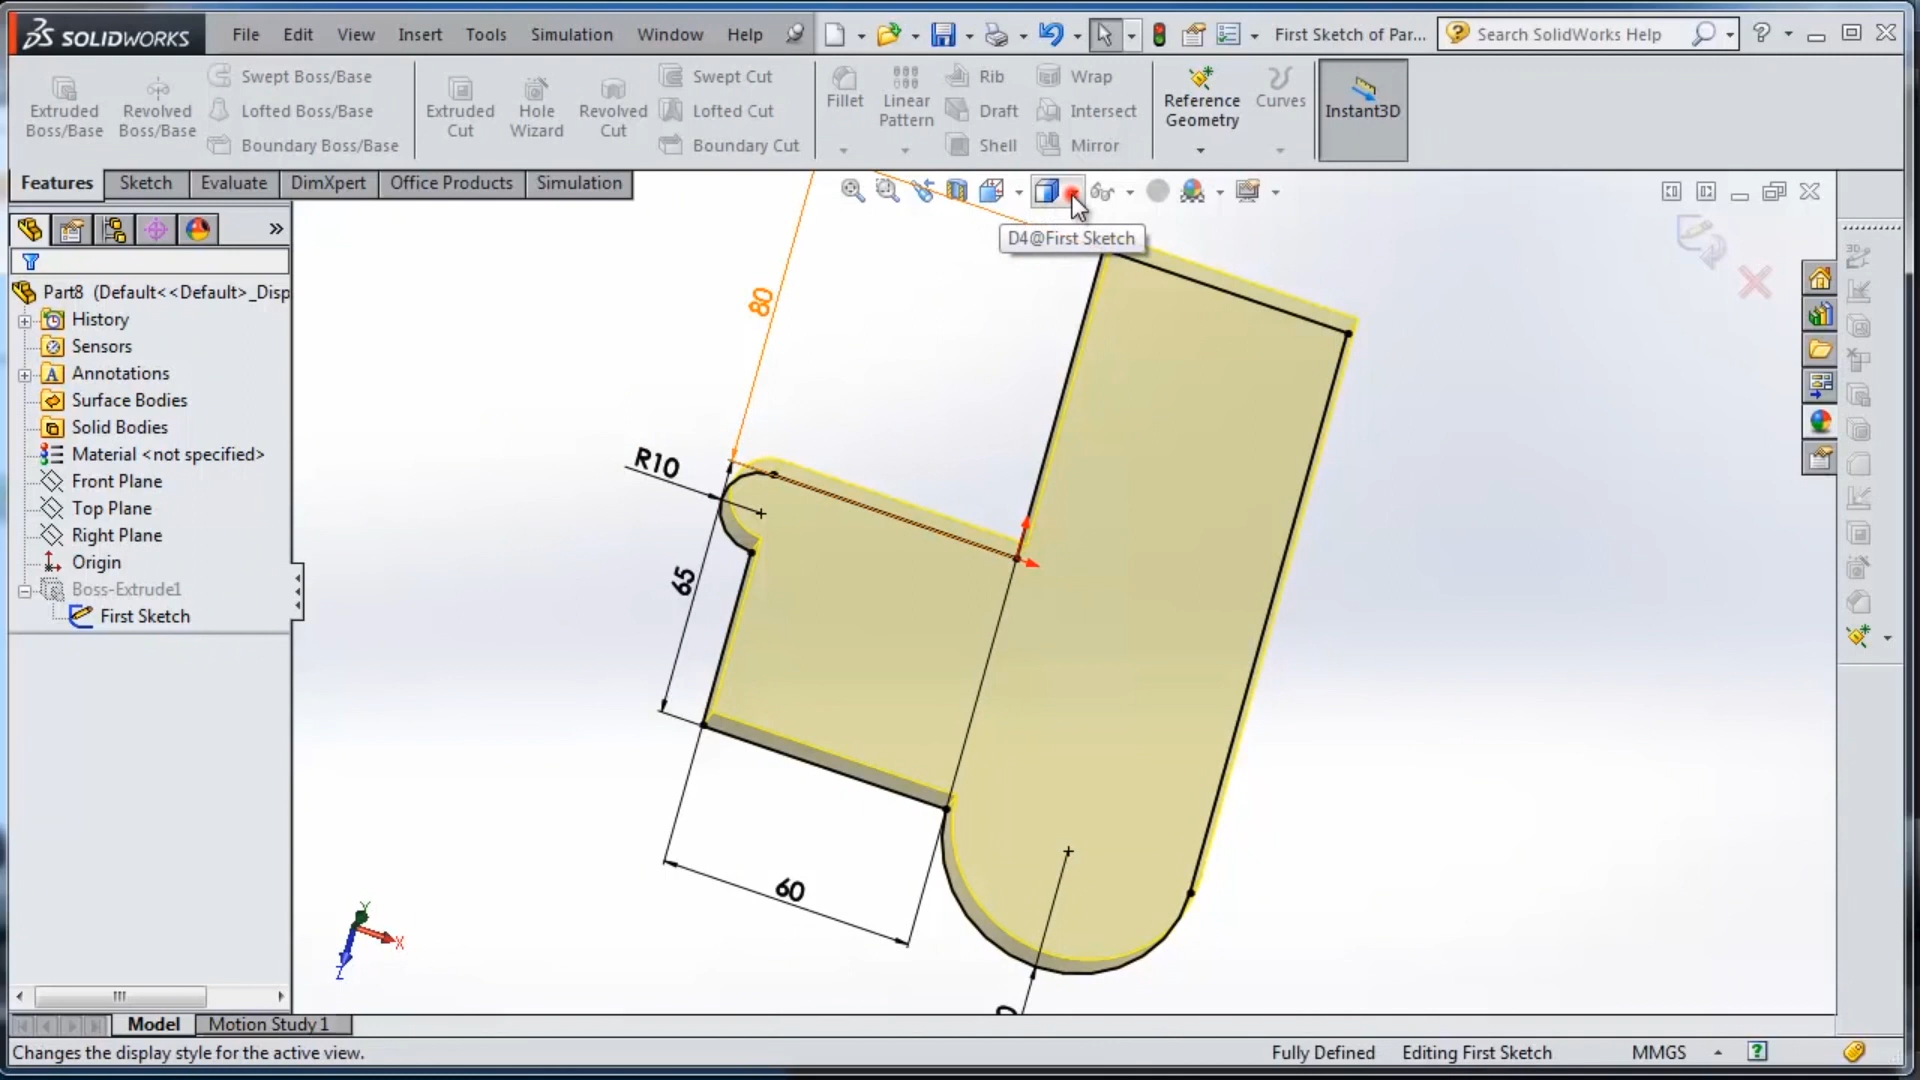 SOLIDWORKS File Edit View Insert Tools Simulation Window Help First Sketch of Par... Search SolidWorks Help
Extruded Boss/Base
Revolved Boss/Base
Swept Boss/Base
Lofted Boss/Base
Boundary Boss/Base
Extruded Cut
Hole Wizard
Revolved Cut
Swept Cut
Lofted Cut
Boundary Cut
Fillet
Linear Pattern
Rib
Draft
Shell
Wrap
Intersect
Mirror
Reference Geometry
Curves
Instant3D
Features Sketch Evaluate DimXpert Office Products Simulation
D4@First Sketch
Part8 (Default<<Default>_Disp
History
Sensors
Annotations
Surface Bodies
Solid Bodies
Material <not specified>
Front Plane
Top Plane
Right Plane
Origin
Boss-Extrude1
First Sketch
80
R10
65
60
Y
X
Z
3D
Model Motion Study 1
Changes the display style for the active view. Fully Defined Editing First Sketch MMGS